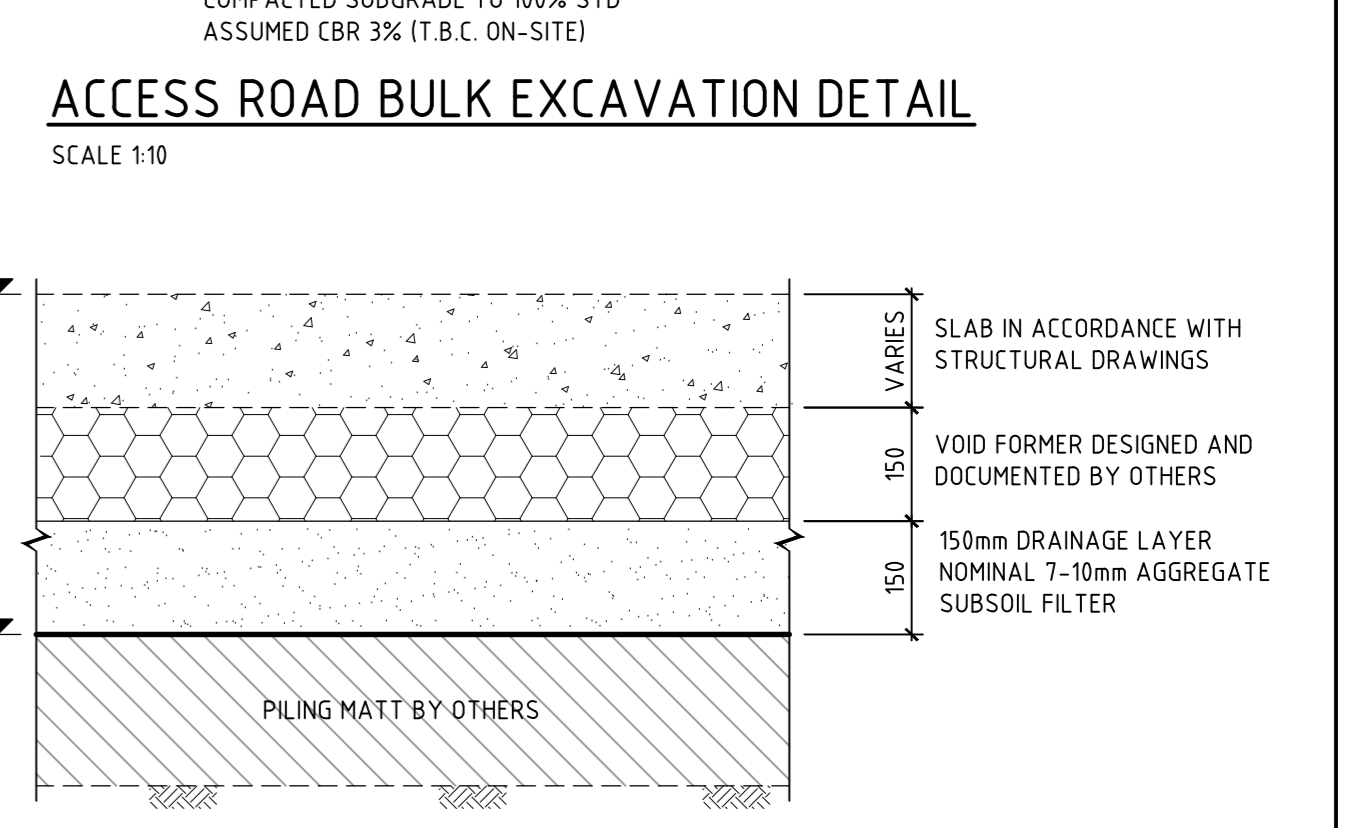 COMPACTED SUBGRADE TO 100% STD
ASSUMED CBR 3% (T.B.C. ON-SITE)
ACCESS ROAD BULK EXCAVATION DETAIL
SCALE 1:10
VARIES
SLAB IN ACCORDANCE WITH
STRUCTURAL DRAWINGS
150
VOID FORMER DESIGNED AND
DOCUMENTED BY OTHERS
150
150mm DRAINAGE LAYER
NOMINAL 7-10mm AGGREGATE
SUBSOIL FILTER
PILING MATT BY OTHERS